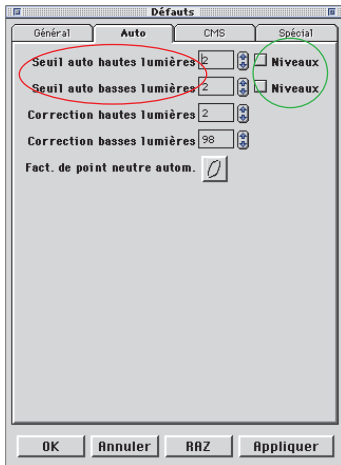 Défauts
Général Auto CMS Spécial
Seuil auto hautes lumières 2 Niveaux
Seuil auto basses lumières 2 Niveaux
Correction hautes lumières 2
Correction basses lumières 98
Fact. de point neutre autom. 0
OK Annuler RAZ Appliquer